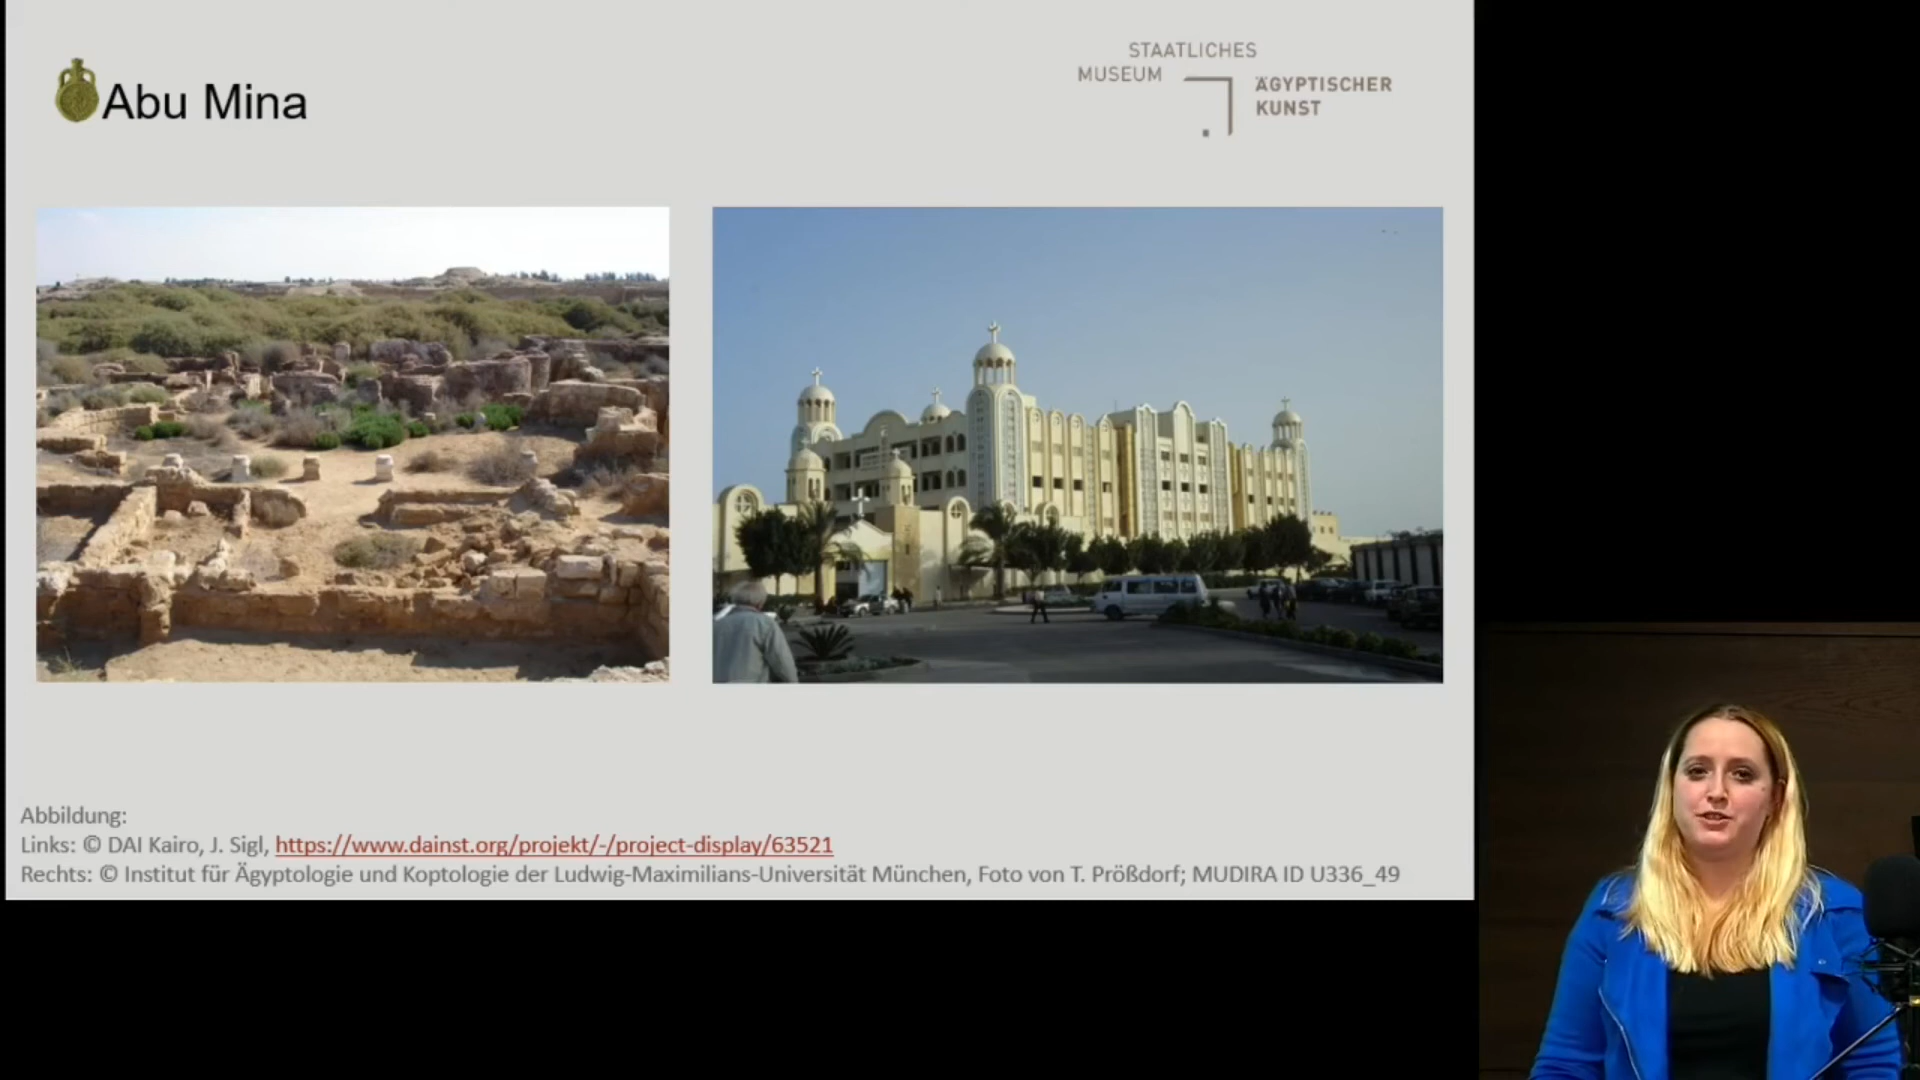 Abu Mina
STAATLICHES
MUSEUM
ÄGYPTISCHER
KUNST
Abbildung:
Links: © DAI Kairo, J. Sigl, https://www.dainst.org/projekt/-/project-display/63521
Rechts: © Institut für Ägyptologie und Koptologie der Ludwig-Maximilians-Universität München, Foto von T. Prößdorf; MUDIRA ID U336_49